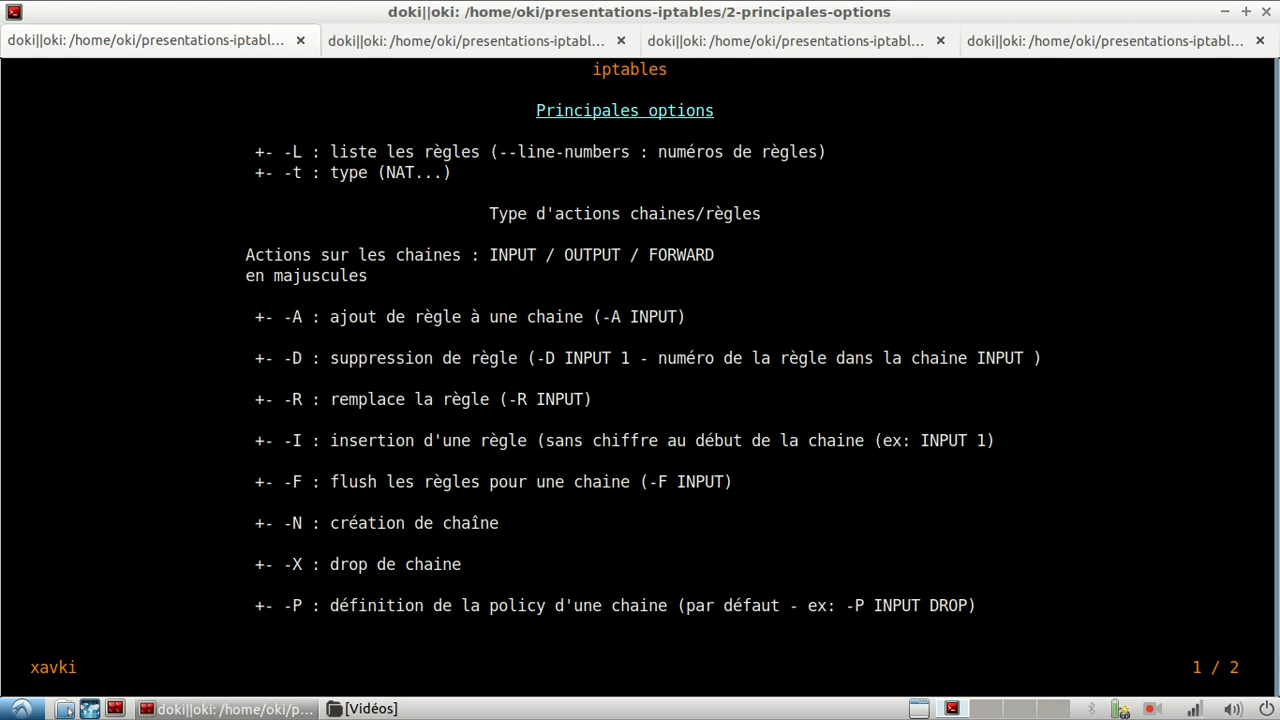 doki||oki: /home/oki/presentations-iptables/2-principales-options
doki||oki: /home/oki/presentations-iptabl... doki||oki: /home/oki/presentations-iptabl... doki||oki: /home/oki/presentations-iptabl... doki||oki: /home/oki/presentations-iptabl...
iptables
Principales options
+- -L : liste les règles (--line-numbers : numéros de règles)
+- -t : type (NAT...)
Type d'actions chaines/règles
Actions sur les chaines : INPUT / OUTPUT / FORWARD
en majuscules
+- -A : ajout de règle à une chaine (-A INPUT)
+- -D : suppression de règle (-D INPUT 1 - numéro de la règle dans la chaine INPUT )
+- -R : remplace la règle (-R INPUT)
+- -I : insertion d'une règle (sans chiffre au début de la chaine (ex: INPUT 1)
+- -F : flush les règles pour une chaine (-F INPUT)
+- -N : création de chaîne
+- -X : drop de chaine
+- -P : définition de la policy d'une chaine (par défaut - ex: -P INPUT DROP)
xavki 1 / 2
doki||oki: /home/oki/p... [Vidéos]